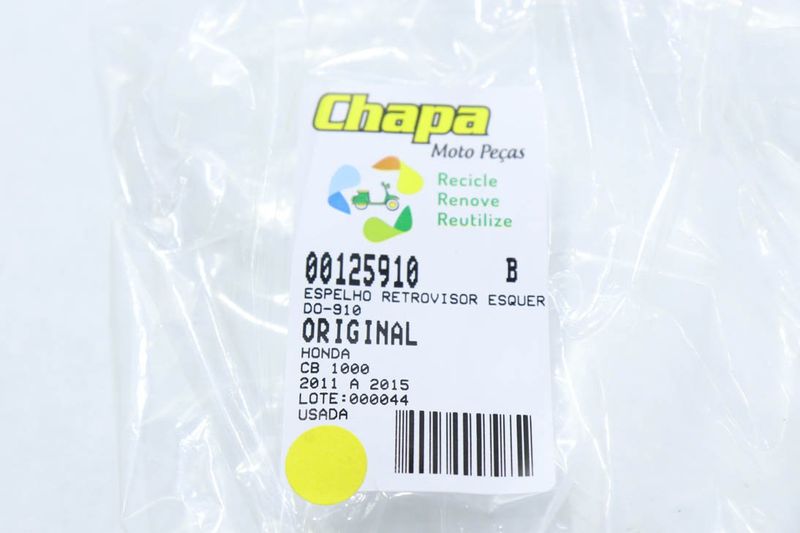 Chapa
Moto Peças
Recicle
Renove
Reutilize
00125910 B
ESPELHO RETROVISOR ESQUER
DO-910
ORIGINAL
HONDA
CB 1000
2011 A 2015
LOTE:000044
USADA